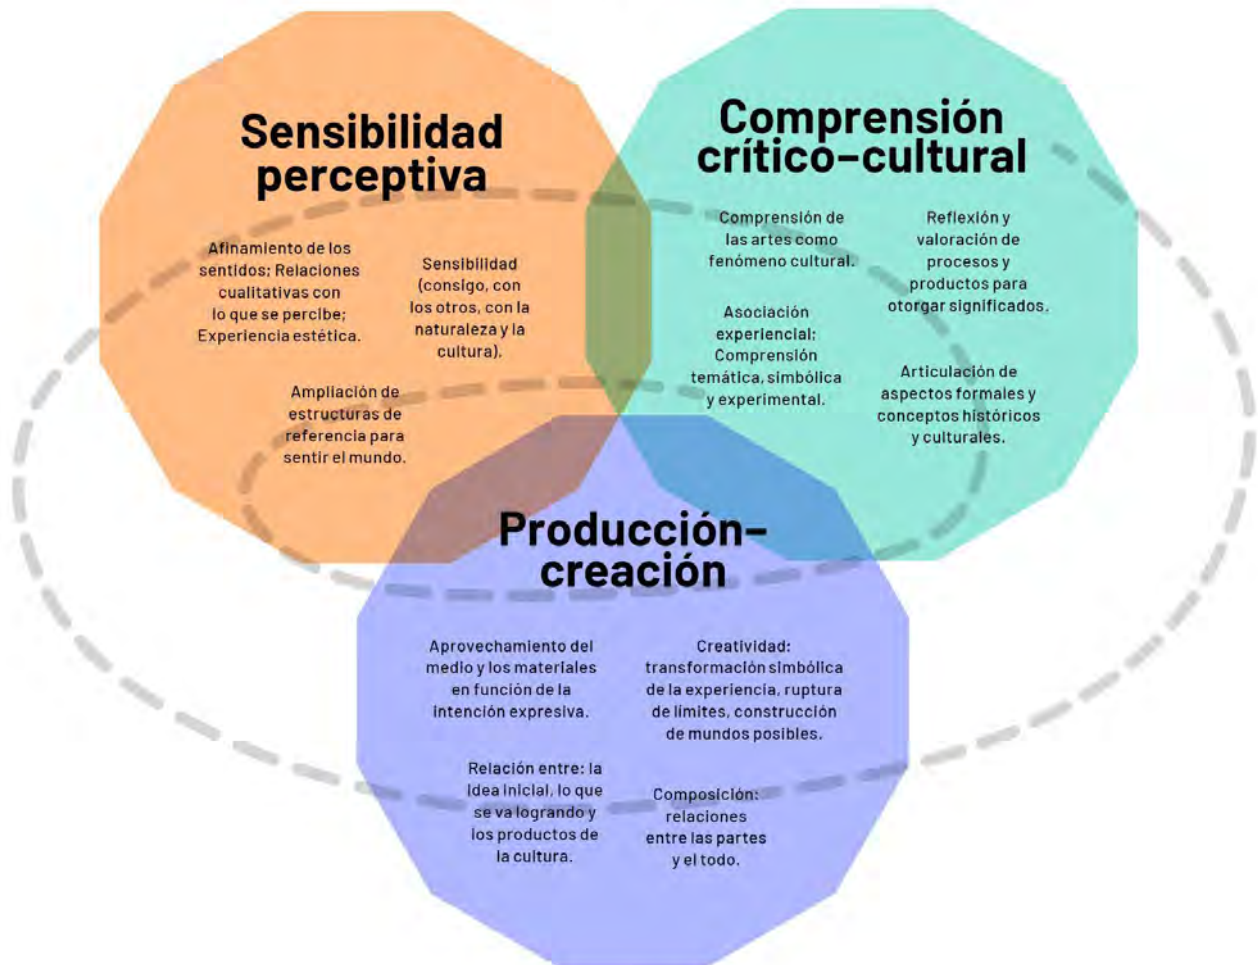 Sensibilidad
perceptiva
Afinamiento de los
sentidos; Relaciones
cualitativas con
lo que se percibe;
Experiencia estética.
Sensibilidad
(consigo, con
los otros, con la
naturaleza y la
cultura).
Ampliación de
estructuras de
referencia para
sentir el mundo.
Comprensión
crítico-cultural
Comprensión de
las artes como
fenómeno cultural.
Reflexión y
valoración de
procesos y
productos para
otorgar significados.
Asociación
experiencial;
Comprensión
temática, simbólica
y experimental.
Articulación de
aspectos formales y
conceptos históricos
y culturales.
Producción-
creación
Aprovechamiento del
medio y los materiales
en función de la
intención expresiva.
Creatividad:
transformación simbólica
de la experiencia, ruptura
de límites, construcción
de mundos posibles.
Relación entre: la
idea inicial, lo que
se va logrando y
los productos de
la cultura.
Composición:
relaciones
entre las partes
y el todo.